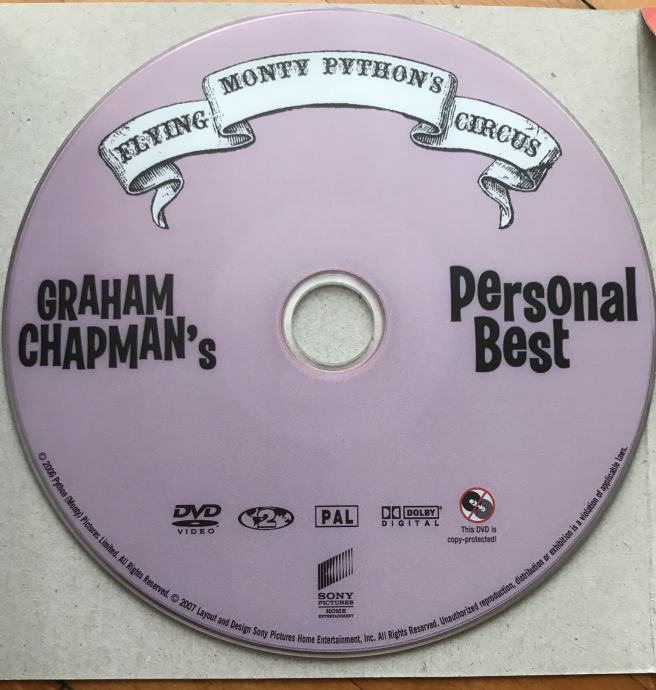 MONTY PYTHON'S
FLYING
CIRCUS
GRAHAM
CHAPMAN's
Personal
Best
DVD
VIDEO
2
PAL
DOLBY
DIGITAL
This DVD is
copy-protected!
SONY
PICTURES
HOME
ENTERTAINMENT
© 2006 Python (Monty) Pictures Limited. All Rights Reserved. © 2007 Layout and Design Sony Pictures Home Entertainment, Inc. All Rights Reserved. Unauthorized reproduction, distribution or exhibition is a violation of applicable laws.